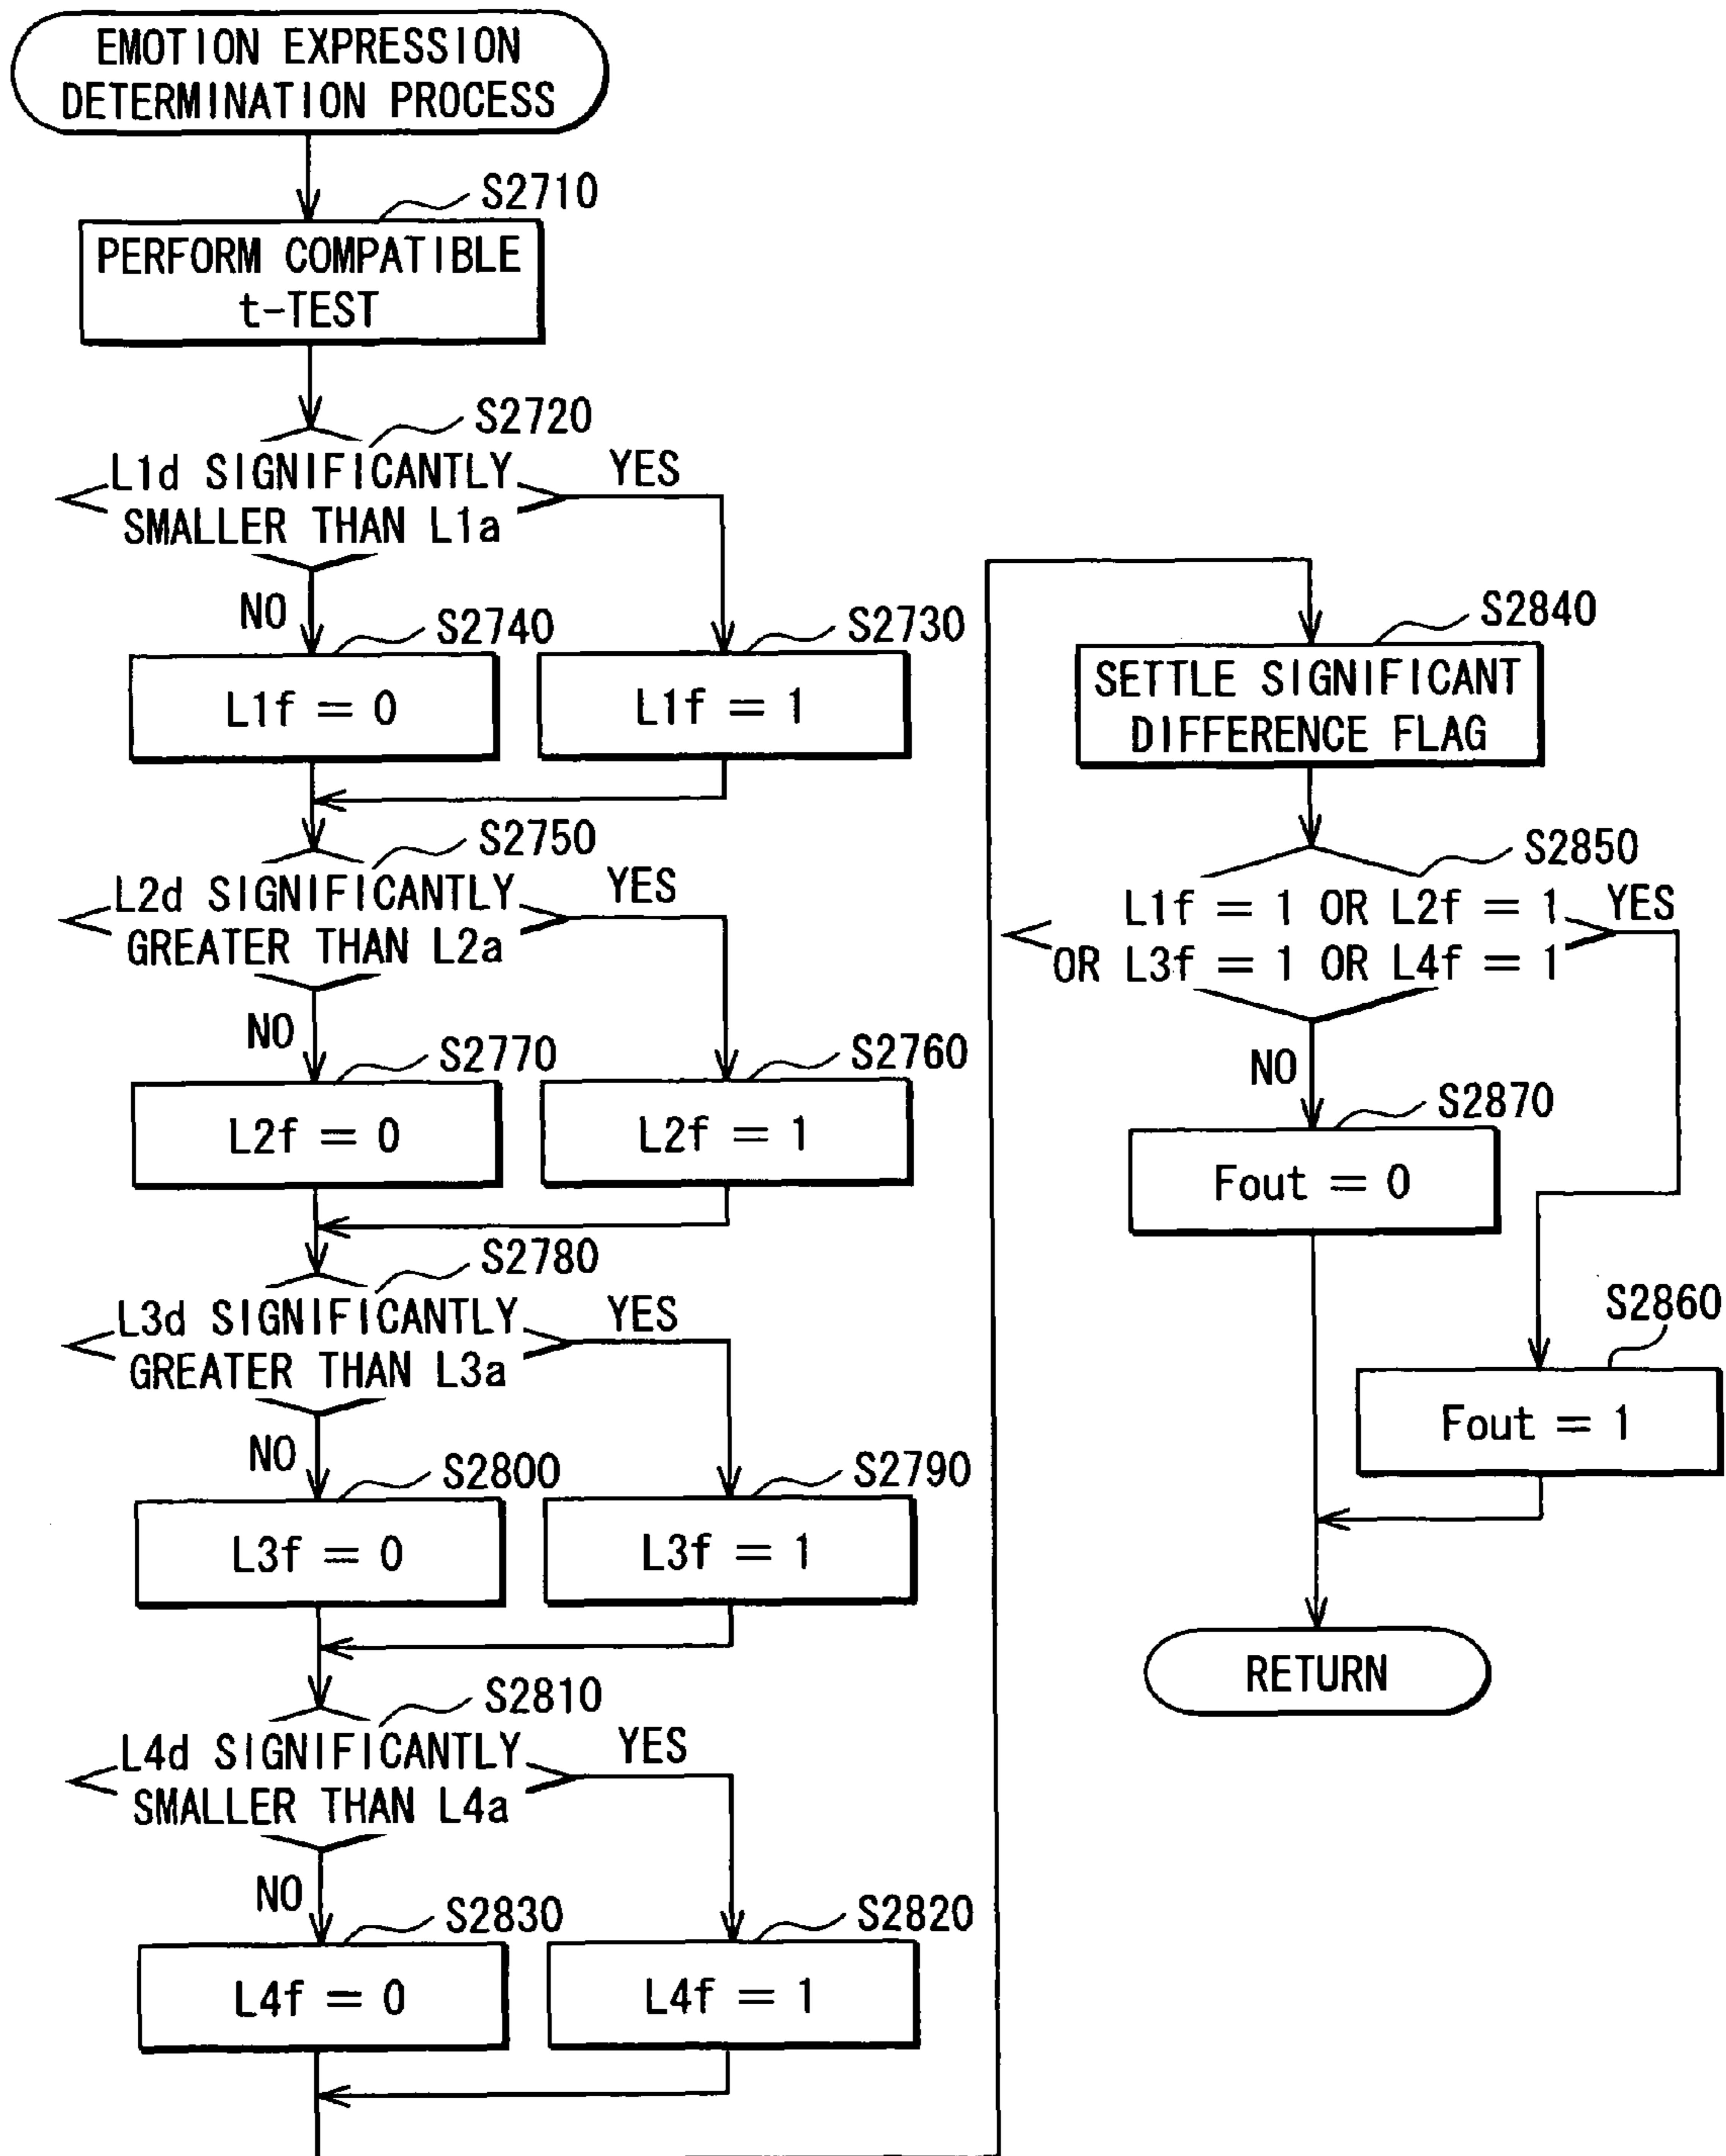 EMOTION EXPRESSION
DETERMINATION PROCESS
S2710
PERFORM COMPATIBLE
t-TEST
S2720
L1d SIGNIFICANTLY
SMALLER THAN L1a
YES
NO
S2740
L1f = 0
S2730
L1f = 1
S2750
L2d SIGNIFICANTLY
GREATER THAN L2a
YES
NO
S2770
L2f = 0
S2760
L2f = 1
S2780
L3d SIGNIFICANTLY
GREATER THAN L3a
YES
NO
S2800
L3f = 0
S2790
L3f = 1
S2810
L4d SIGNIFICANTLY
SMALLER THAN L4a
YES
NO
S2830
L4f = 0
S2820
L4f = 1
S2840
SETTLE SIGNIFICANT
DIFFERENCE FLAG
S2850
L1f = 1 OR L2f = 1
OR L3f = 1 OR L4f = 1
YES
NO
S2870
Fout = 0
S2860
Fout = 1
RETURN